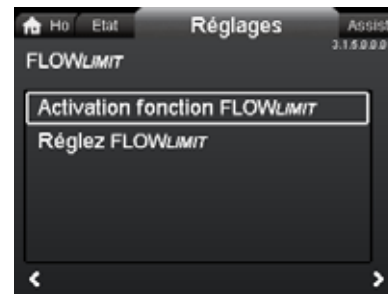 Ho Etat Réglages Assist
3.1.5.0.0.0
FLOWLIMIT
Activation fonction FLOWLIMIT
Réglez FLOWLIMIT